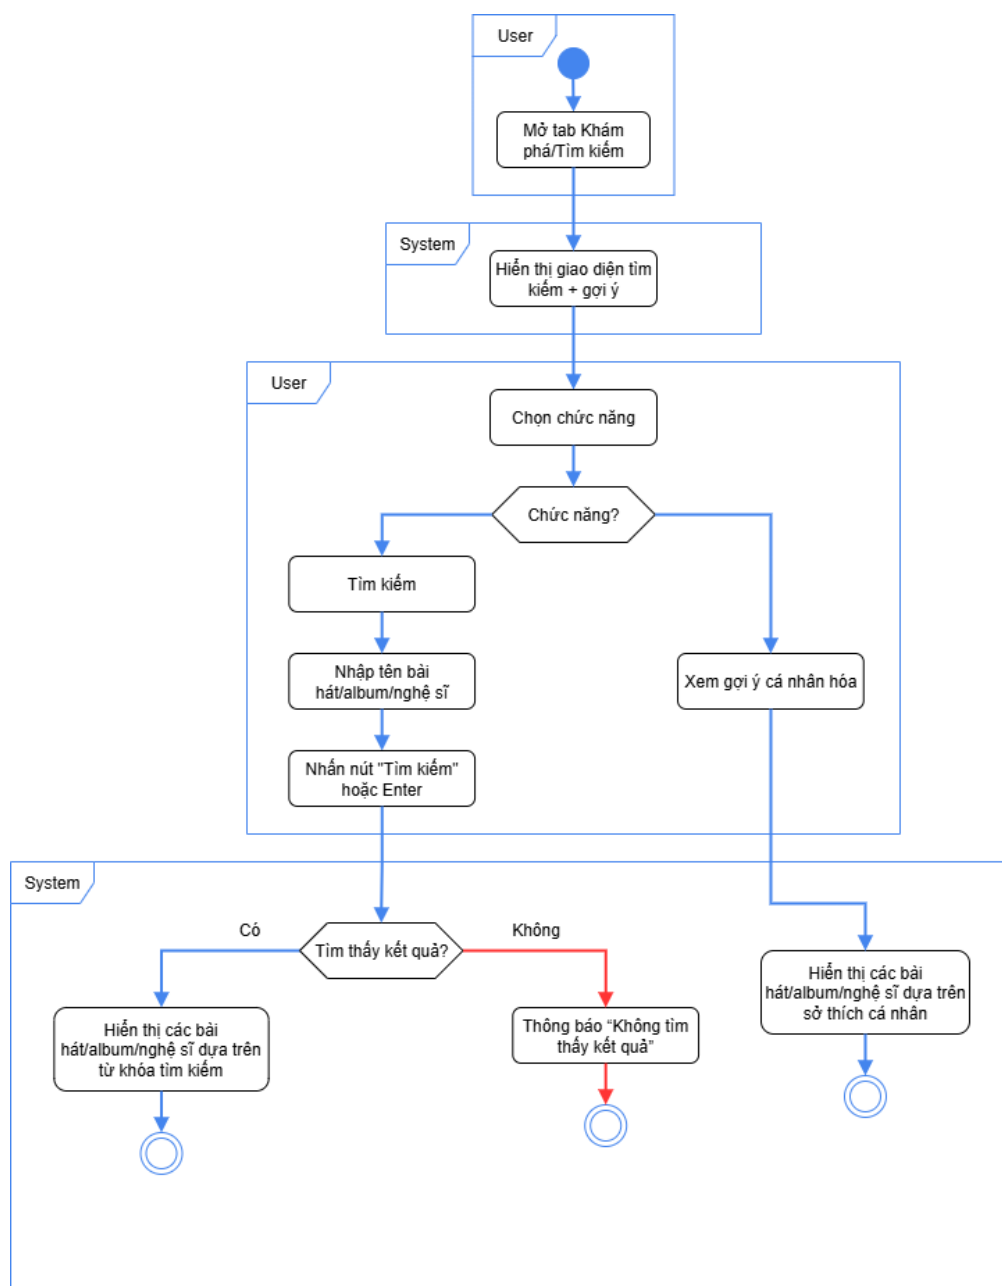 User
Mở tab Khám
phá/Tìm kiếm
System
Hiển thị giao diện tìm
kiếm + gợi ý
User
Chọn chức năng
Chức năng?
Tìm kiếm
Nhập tên bài
hát/album/nghệ sĩ
Xem gợi ý cá nhân hóa
Nhấn nút "Tìm kiếm"
hoặc Enter
System
Có
Không
Tìm thấy kết quả?
Hiển thị các bài
hát/album/nghệ sĩ dựa trên
sở thích cá nhân
Hiển thị các bài
hát/album/nghệ sĩ dựa trên
từ khóa tìm kiếm
Thông báo “Không tìm
thấy kết quả”